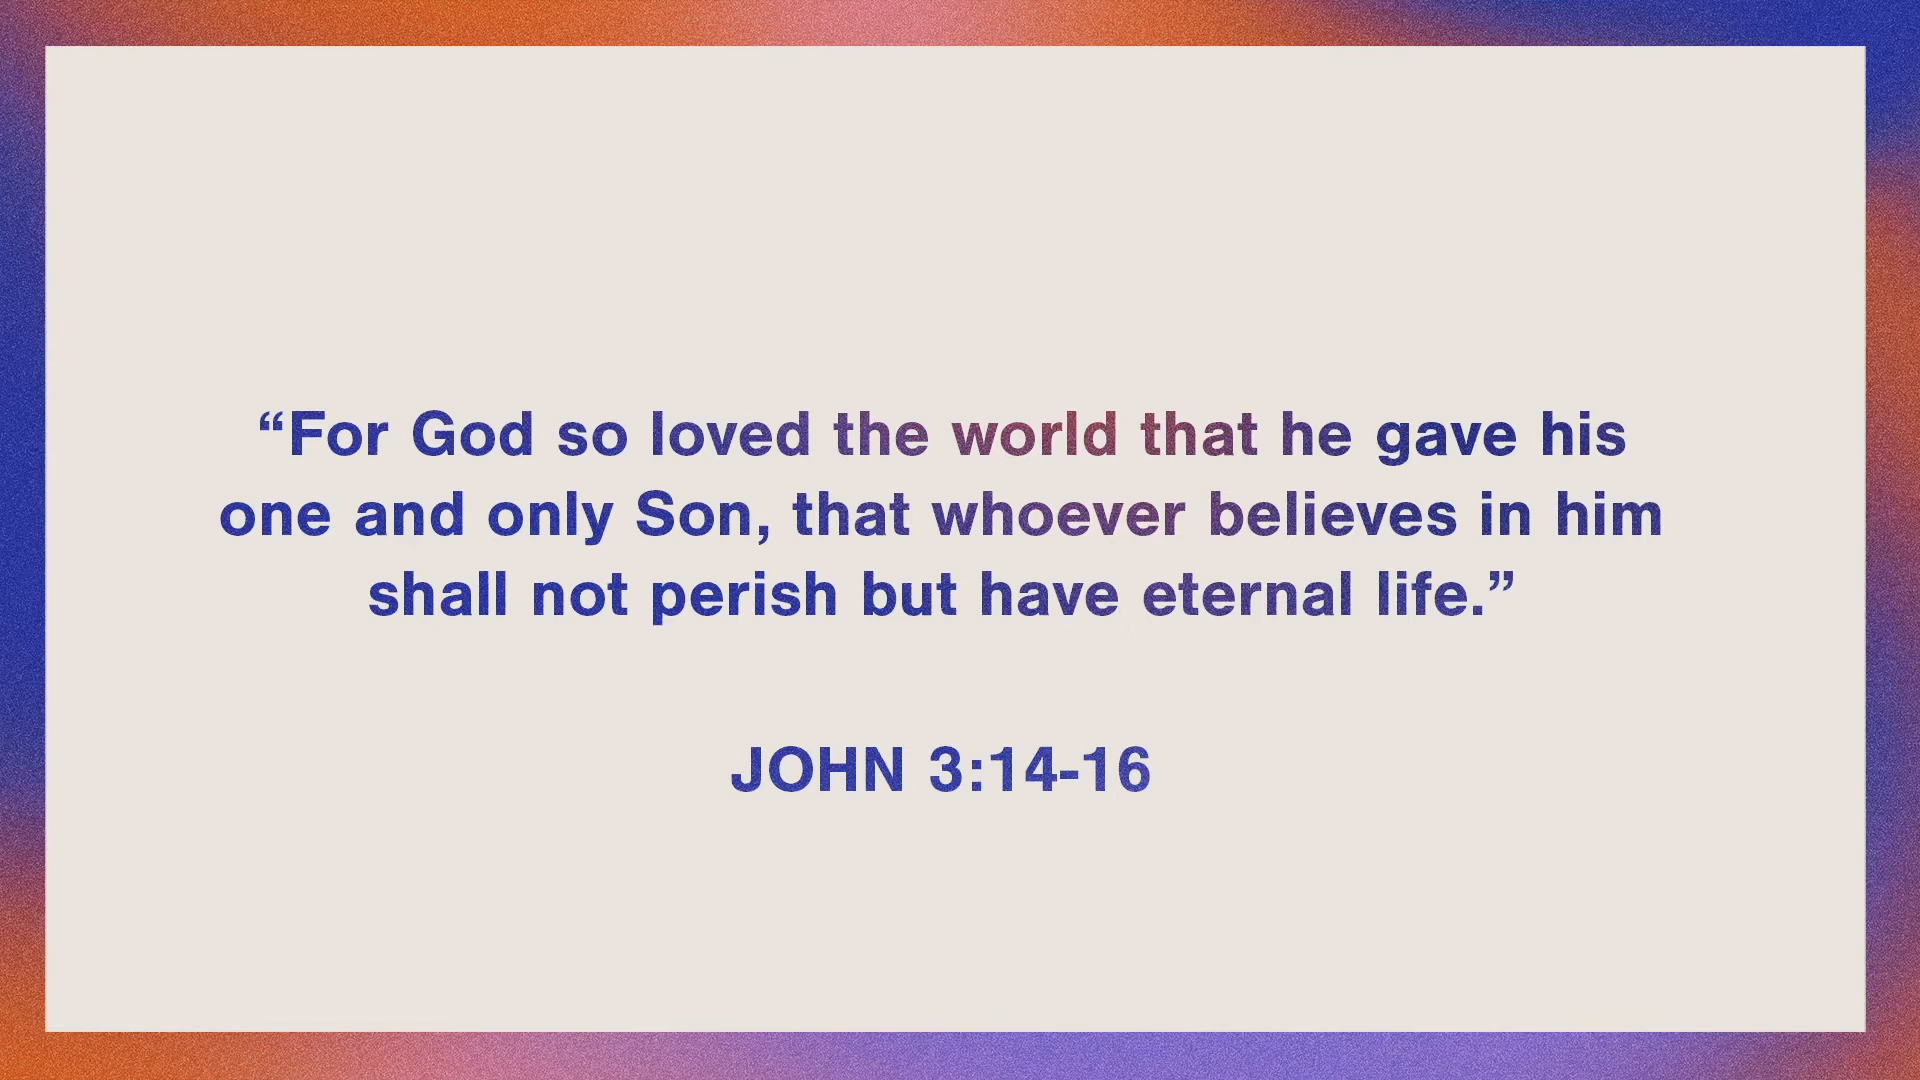 “For God so loved the world that he gave his
one and only Son, that whoever believes in him
shall not perish but have eternal life.”
JOHN 3:14-16